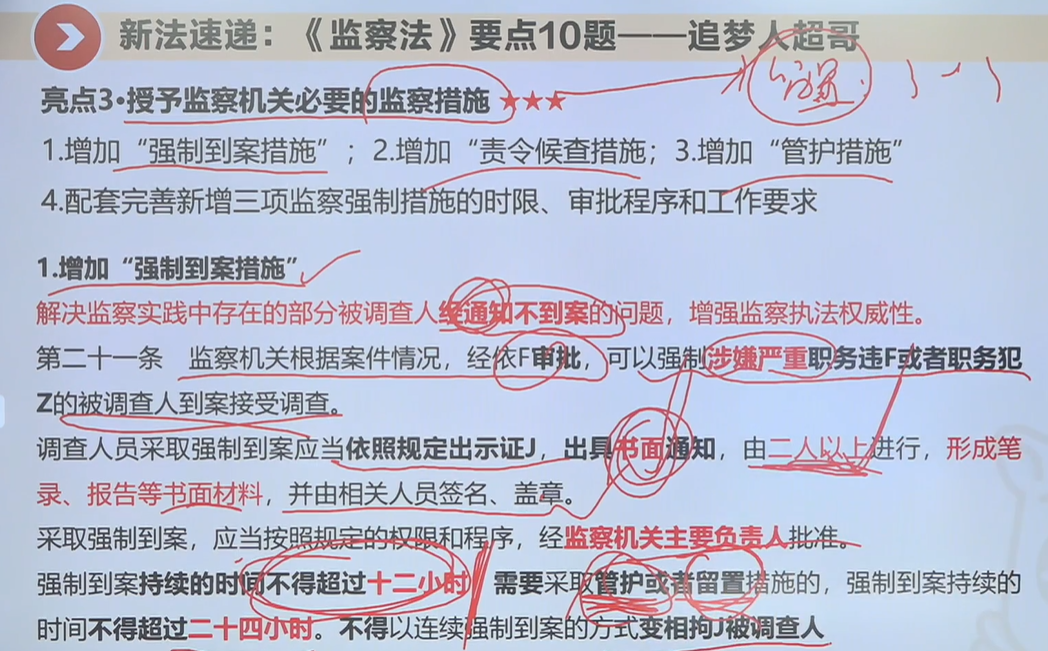 新法速递：《监察法》要点10题——追梦人超哥
亮点3·授予监察机关必要的监察措施★★★
1.增加“强制到案措施”；2.增加“责令候查措施；3.增加“管护措施”
4.配套完善新增三项监察强制措施的时限、审批程序和工作要求
1.增加“强制到案措施”
解决监察实践中存在的部分被调查人经通知不到案的问题，增强监察执法权威性。
第二十一条 监察机关根据案件情况，经依F审批，可以强制涉嫌严重职务违F或者职务犯
Z的被调查人到案接受调查。
调查人员采取强制到案应当依照规定出示证J，出具书面通知，由二人以上进行，形成笔
录、报告等书面材料，并由相关人员签名、盖章。
采取强制到案，应当按照规定的权限和程序，经监察机关主要负责人批准。
强制到案持续的时间不得超过十二小时 需要采取管护或者留置措施的，强制到案持续的
时间不得超过二十四小时。不得以连续强制到案的方式变相拘J被调查人